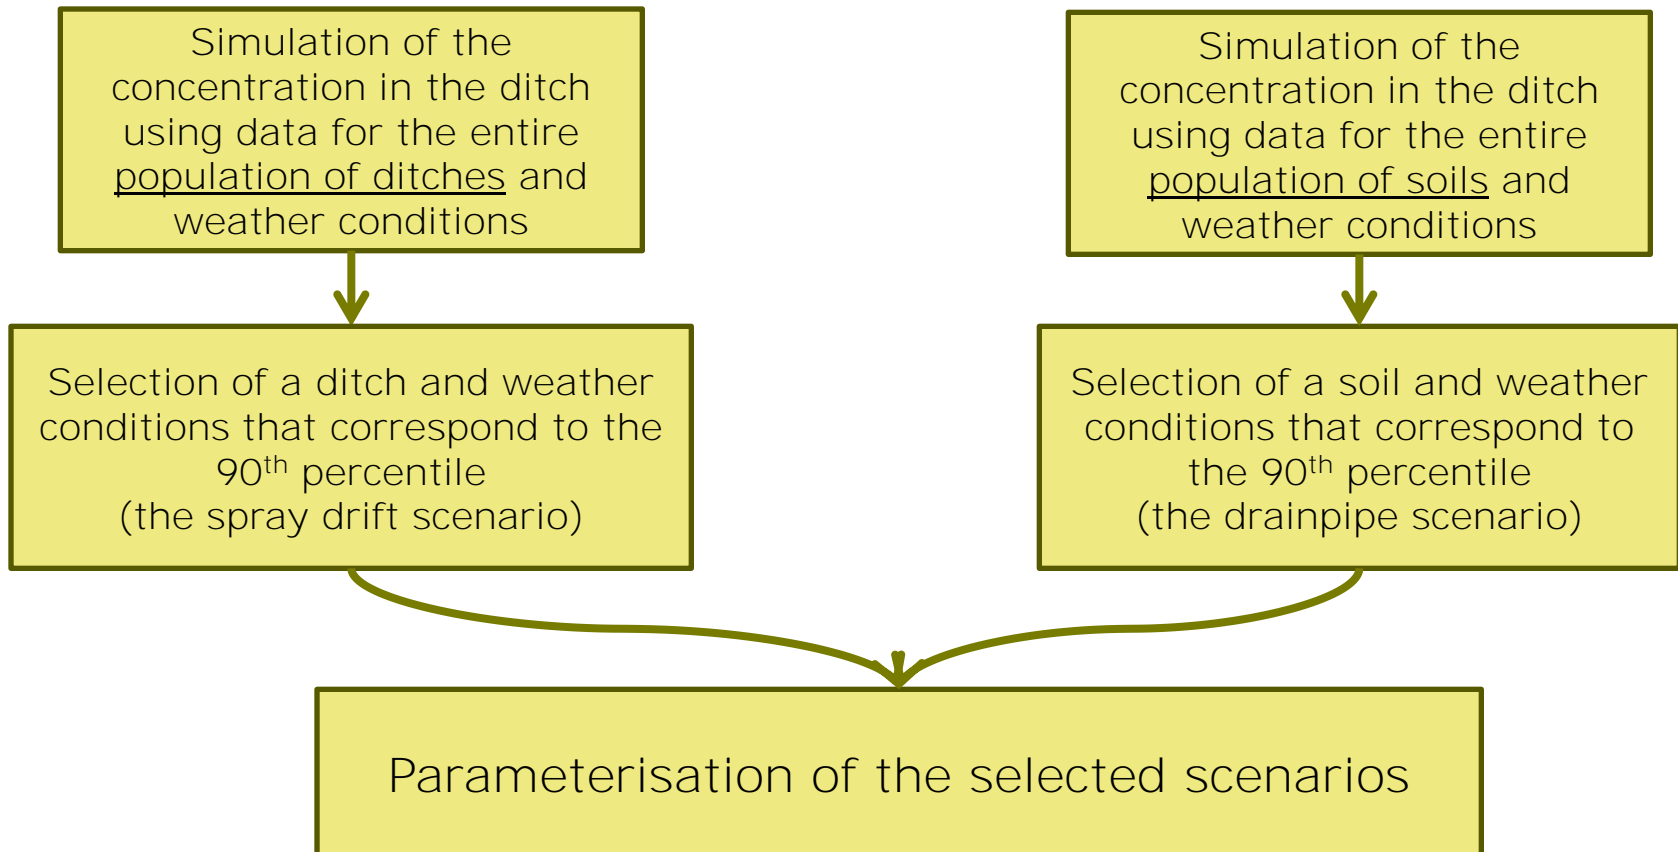 Simulation of the
concentration in the ditch
using data for the entire
population of ditches and
weather conditions
Simulation of the
concentration in the ditch
using data for the entire
population of soils and
weather conditions
Selection of a ditch and weather
conditions that correspond to the
90th percentile
(the spray drift scenario)
Selection of a soil and weather
conditions that correspond to
the 90th percentile
(the drainpipe scenario)
Parameterisation of the selected scenarios